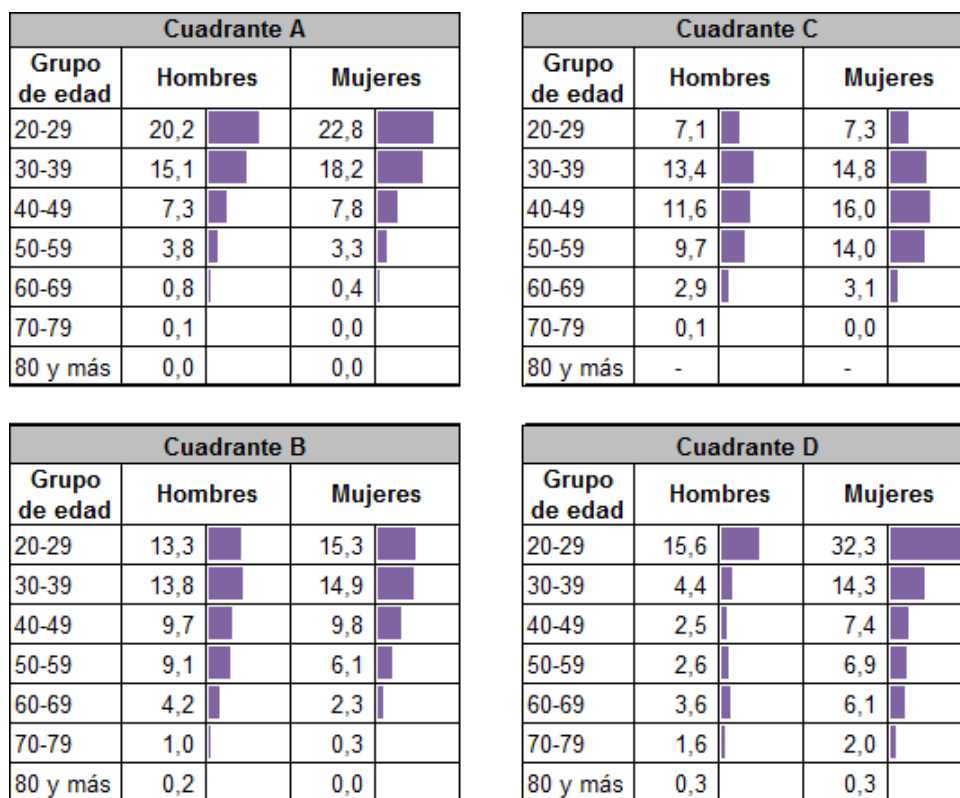 Cuadrante A
Grupo de edad Hombres Mujeres
20-29 20,2 22,8
30-39 15,1 18,2
40-49 7,3 7,8
50-59 3,8 3,3
60-69 0,8 0,4
70-79 0,1 0,0
80 y más 0,0 0,0
Cuadrante C
Grupo de edad Hombres Mujeres
20-29 7,1 7,3
30-39 13,4 14,8
40-49 11,6 16,0
50-59 9,7 14,0
60-69 2,9 3,1
70-79 0,1 0,0
80 y más - -
Cuadrante B
Grupo de edad Hombres Mujeres
20-29 13,3 15,3
30-39 13,8 14,9
40-49 9,7 9,8
50-59 9,1 6,1
60-69 4,2 2,3
70-79 1,0 0,3
80 y más 0,2 0,0
Cuadrante D
Grupo de edad Hombres Mujeres
20-29 15,6 32,3
30-39 4,4 14,3
40-49 2,5 7,4
50-59 2,6 6,9
60-69 3,6 6,1
70-79 1,6 2,0
80 y más 0,3 0,3